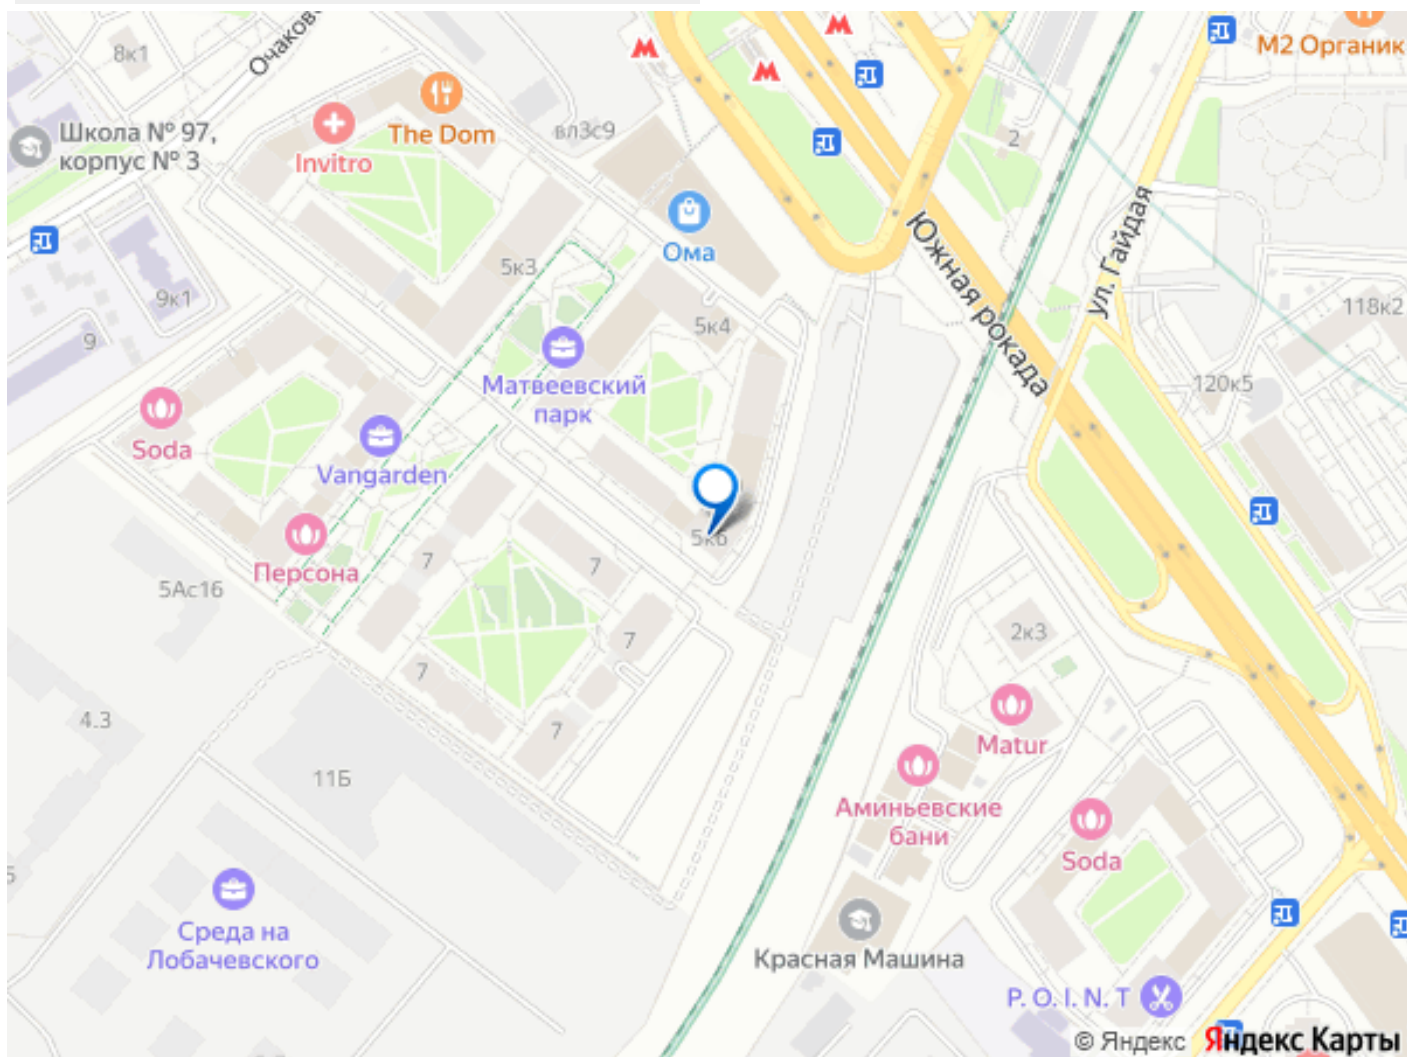 8к1
Очаково
М2 Органик
Школа № 97,
корпус № 3
The Dom
Invitro
вл3с9
2
Ома
Южная рокада
ул. Гайдая
5к3
9к1
9
5к4
118к2
120к5
Матвеевский
парк
Soda
Vangarden
5к6
7
7
Персона
5Ас16
7
7
7
2к3
4.3
11Б
Matur
Аминьевские
бани
Soda
5
Среда на
Лобачевского
Красная Машина
P. O. I. N. T
© Яндекс Яндекс Карты